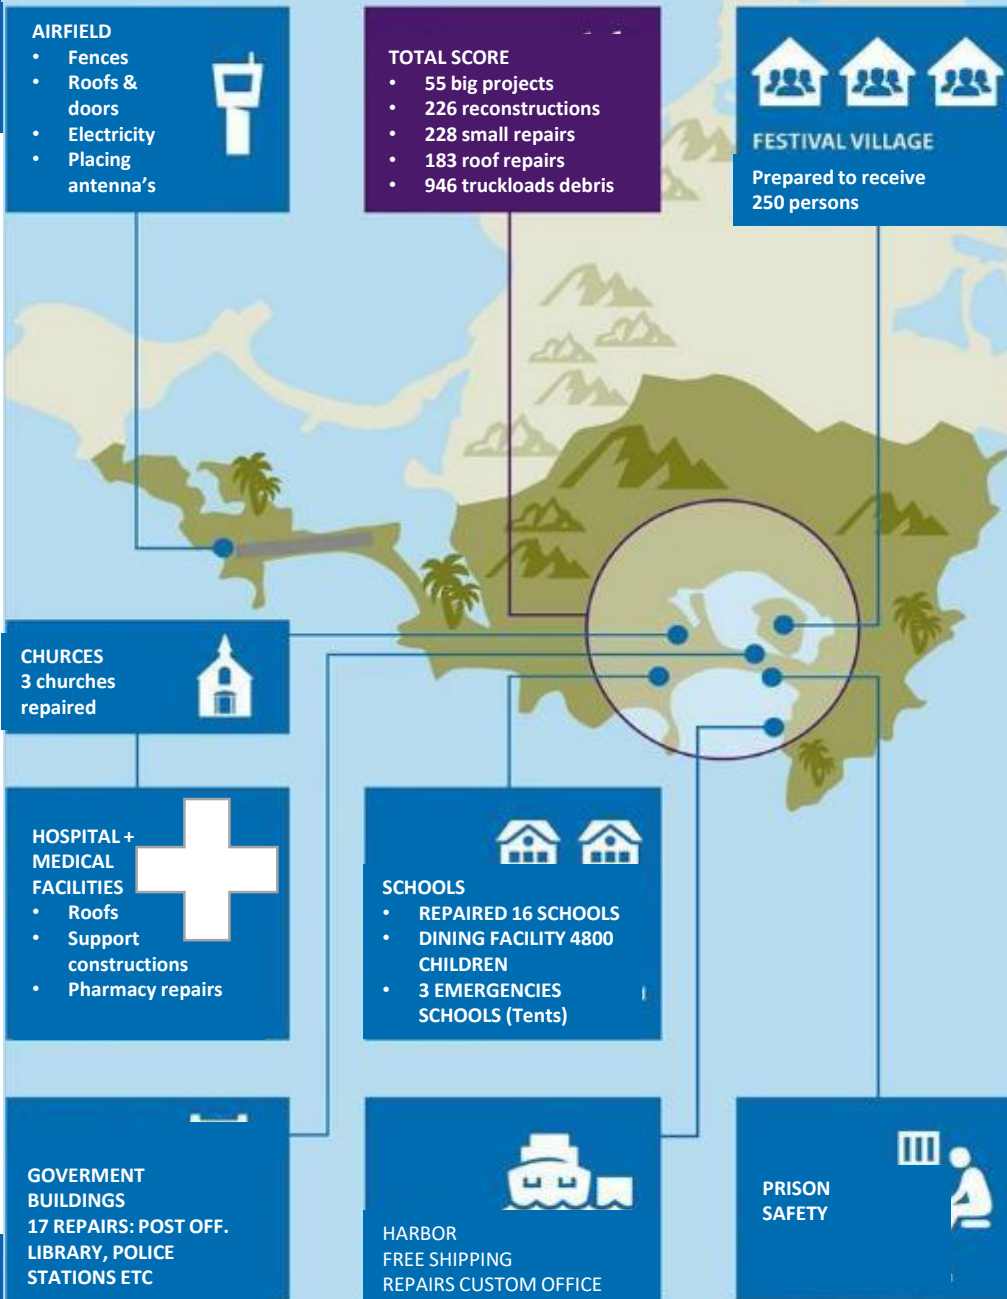 AIRFIELD
• Fences
• Roofs &
doors
• Electricity
• Placing
antenna's
TOTAL SCORE
• 55 big projects
• 226 reconstructions
• 228 small repairs
• 183 roof repairs
• 946 truckloads debris
FESTIVAL VILLAGE
Prepared to receive
250 persons
CHURCES
3 churches
repaired
HOSPITAL +
MEDICAL
FACILITIES
• Roofs
• Support
constructions
• Pharmacy repairs
SCHOOLS
• REPAIRED 16 SCHOOLS
• DINING FACILITY 4800
CHILDREN
• 3 EMERGENCIES
SCHOOLS (Tents)
GOVERMENT
BUILDINGS
17 REPAIRS: POST OFF.
LIBRARY, POLICE
STATIONS ETC
HARBOR
FREE SHIPPING
REPAIRS CUSTOM OFFICE
PRISON
SAFETY